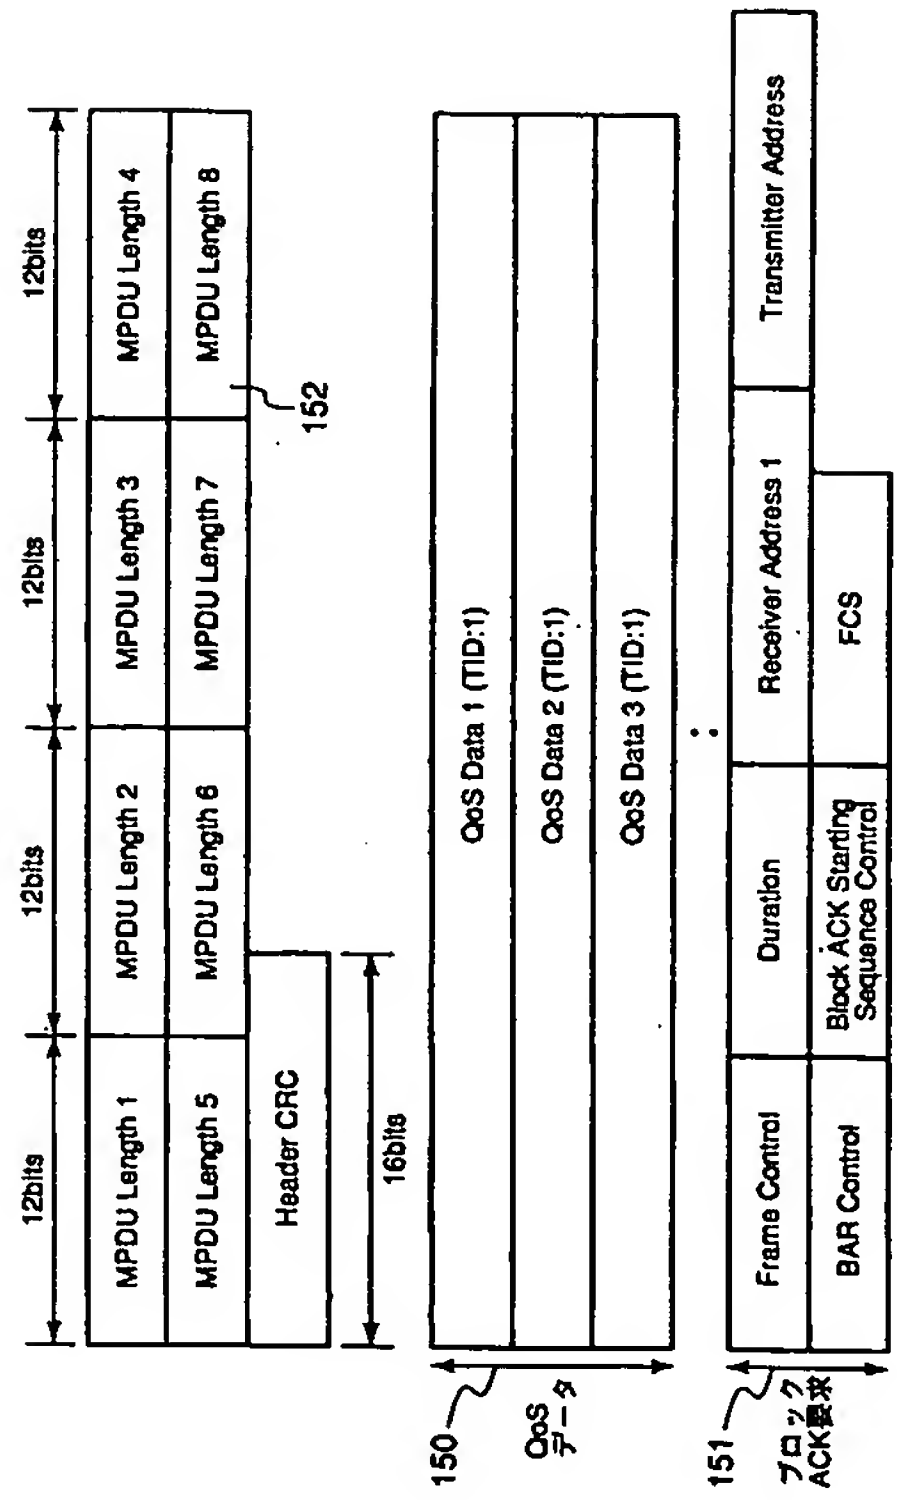 12bits
12bits
12bits
12bits
MPDU Length 1
MPDU Length 2
MPDU Length 3
MPDU Length 4
MPDU Length 5
MPDU Length 6
MPDU Length 7
MPDU Length 8
152
Header CRC
16bits
150
QoS
データ
QoS Data 1 (TID:1)
QoS Data 2 (TID:1)
QoS Data 3 (TID:1)
:
151
ブロック
ACK要求
Frame Control
Duration
Receiver Address 1
Transmitter Address
BAR Control
Block ACK Starting
Sequence Control
FCS